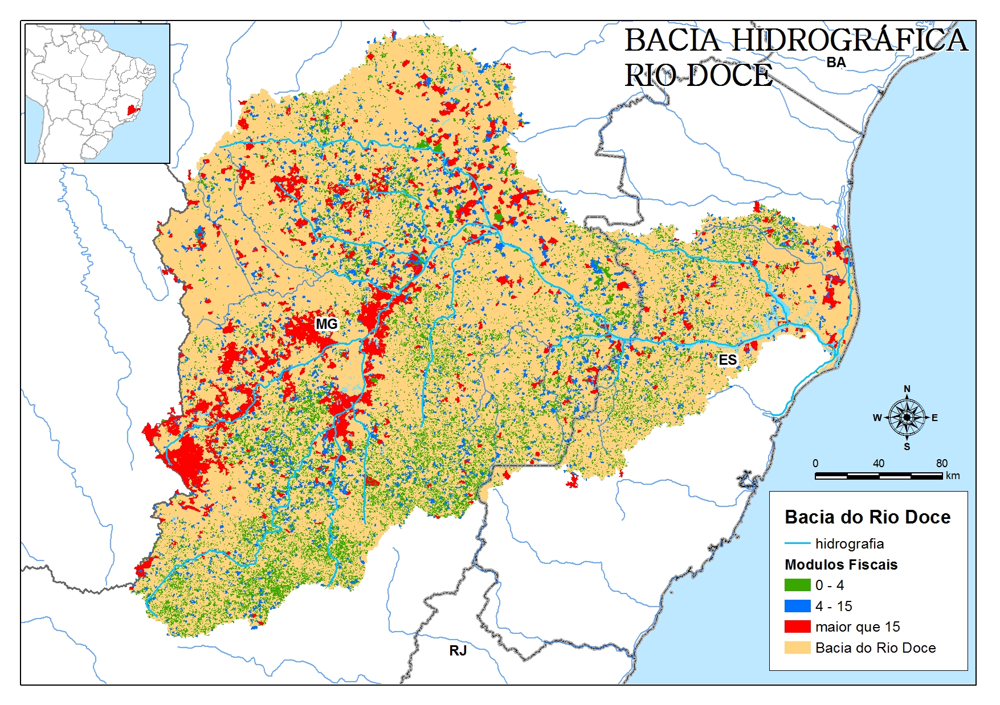 BACIA HIDROGRÁFICA
RIO DOCE
BA
MG
ES
RJ
N
W E
S
0 40 80
km
Bacia do Rio Doce
hidrografia
Modulos Fiscais
0 - 4
4 - 15
maior que 15
Bacia do Rio Doce